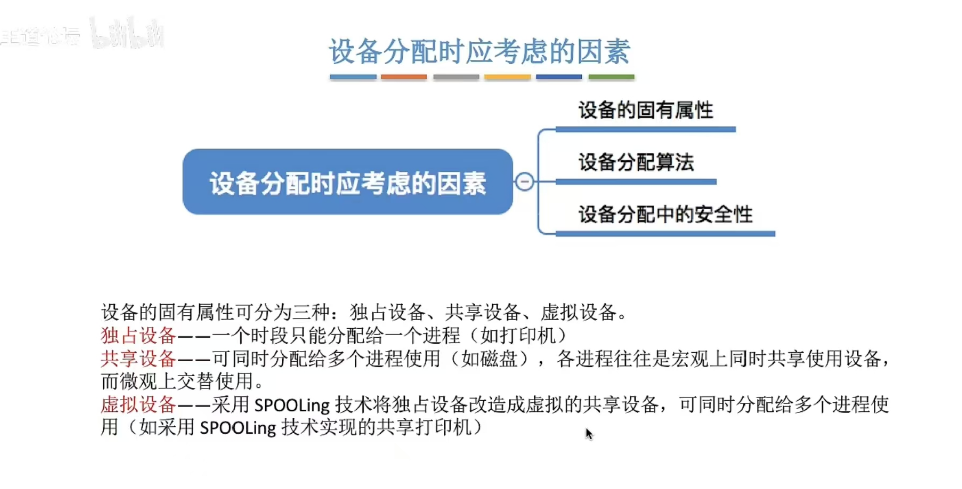 设备分配时应考虑的因素
设备分配时应考虑的因素
设备的固有属性
设备分配算法
设备分配中的安全性
设备的固有属性可分为三种：独占设备、共享设备、虚拟设备。
独占设备——一个时段只能分配给一个进程（如打印机）
共享设备——可同时分配给多个进程使用（如磁盘），各进程往往是宏观上同时共享使用设备，
而微观上交替使用。
虚拟设备——采用 SPOOLing 技术将独占设备改造成虚拟的共享设备，可同时分配给多个进程使
用（如采用 SPOOLing 技术实现的共享打印机）